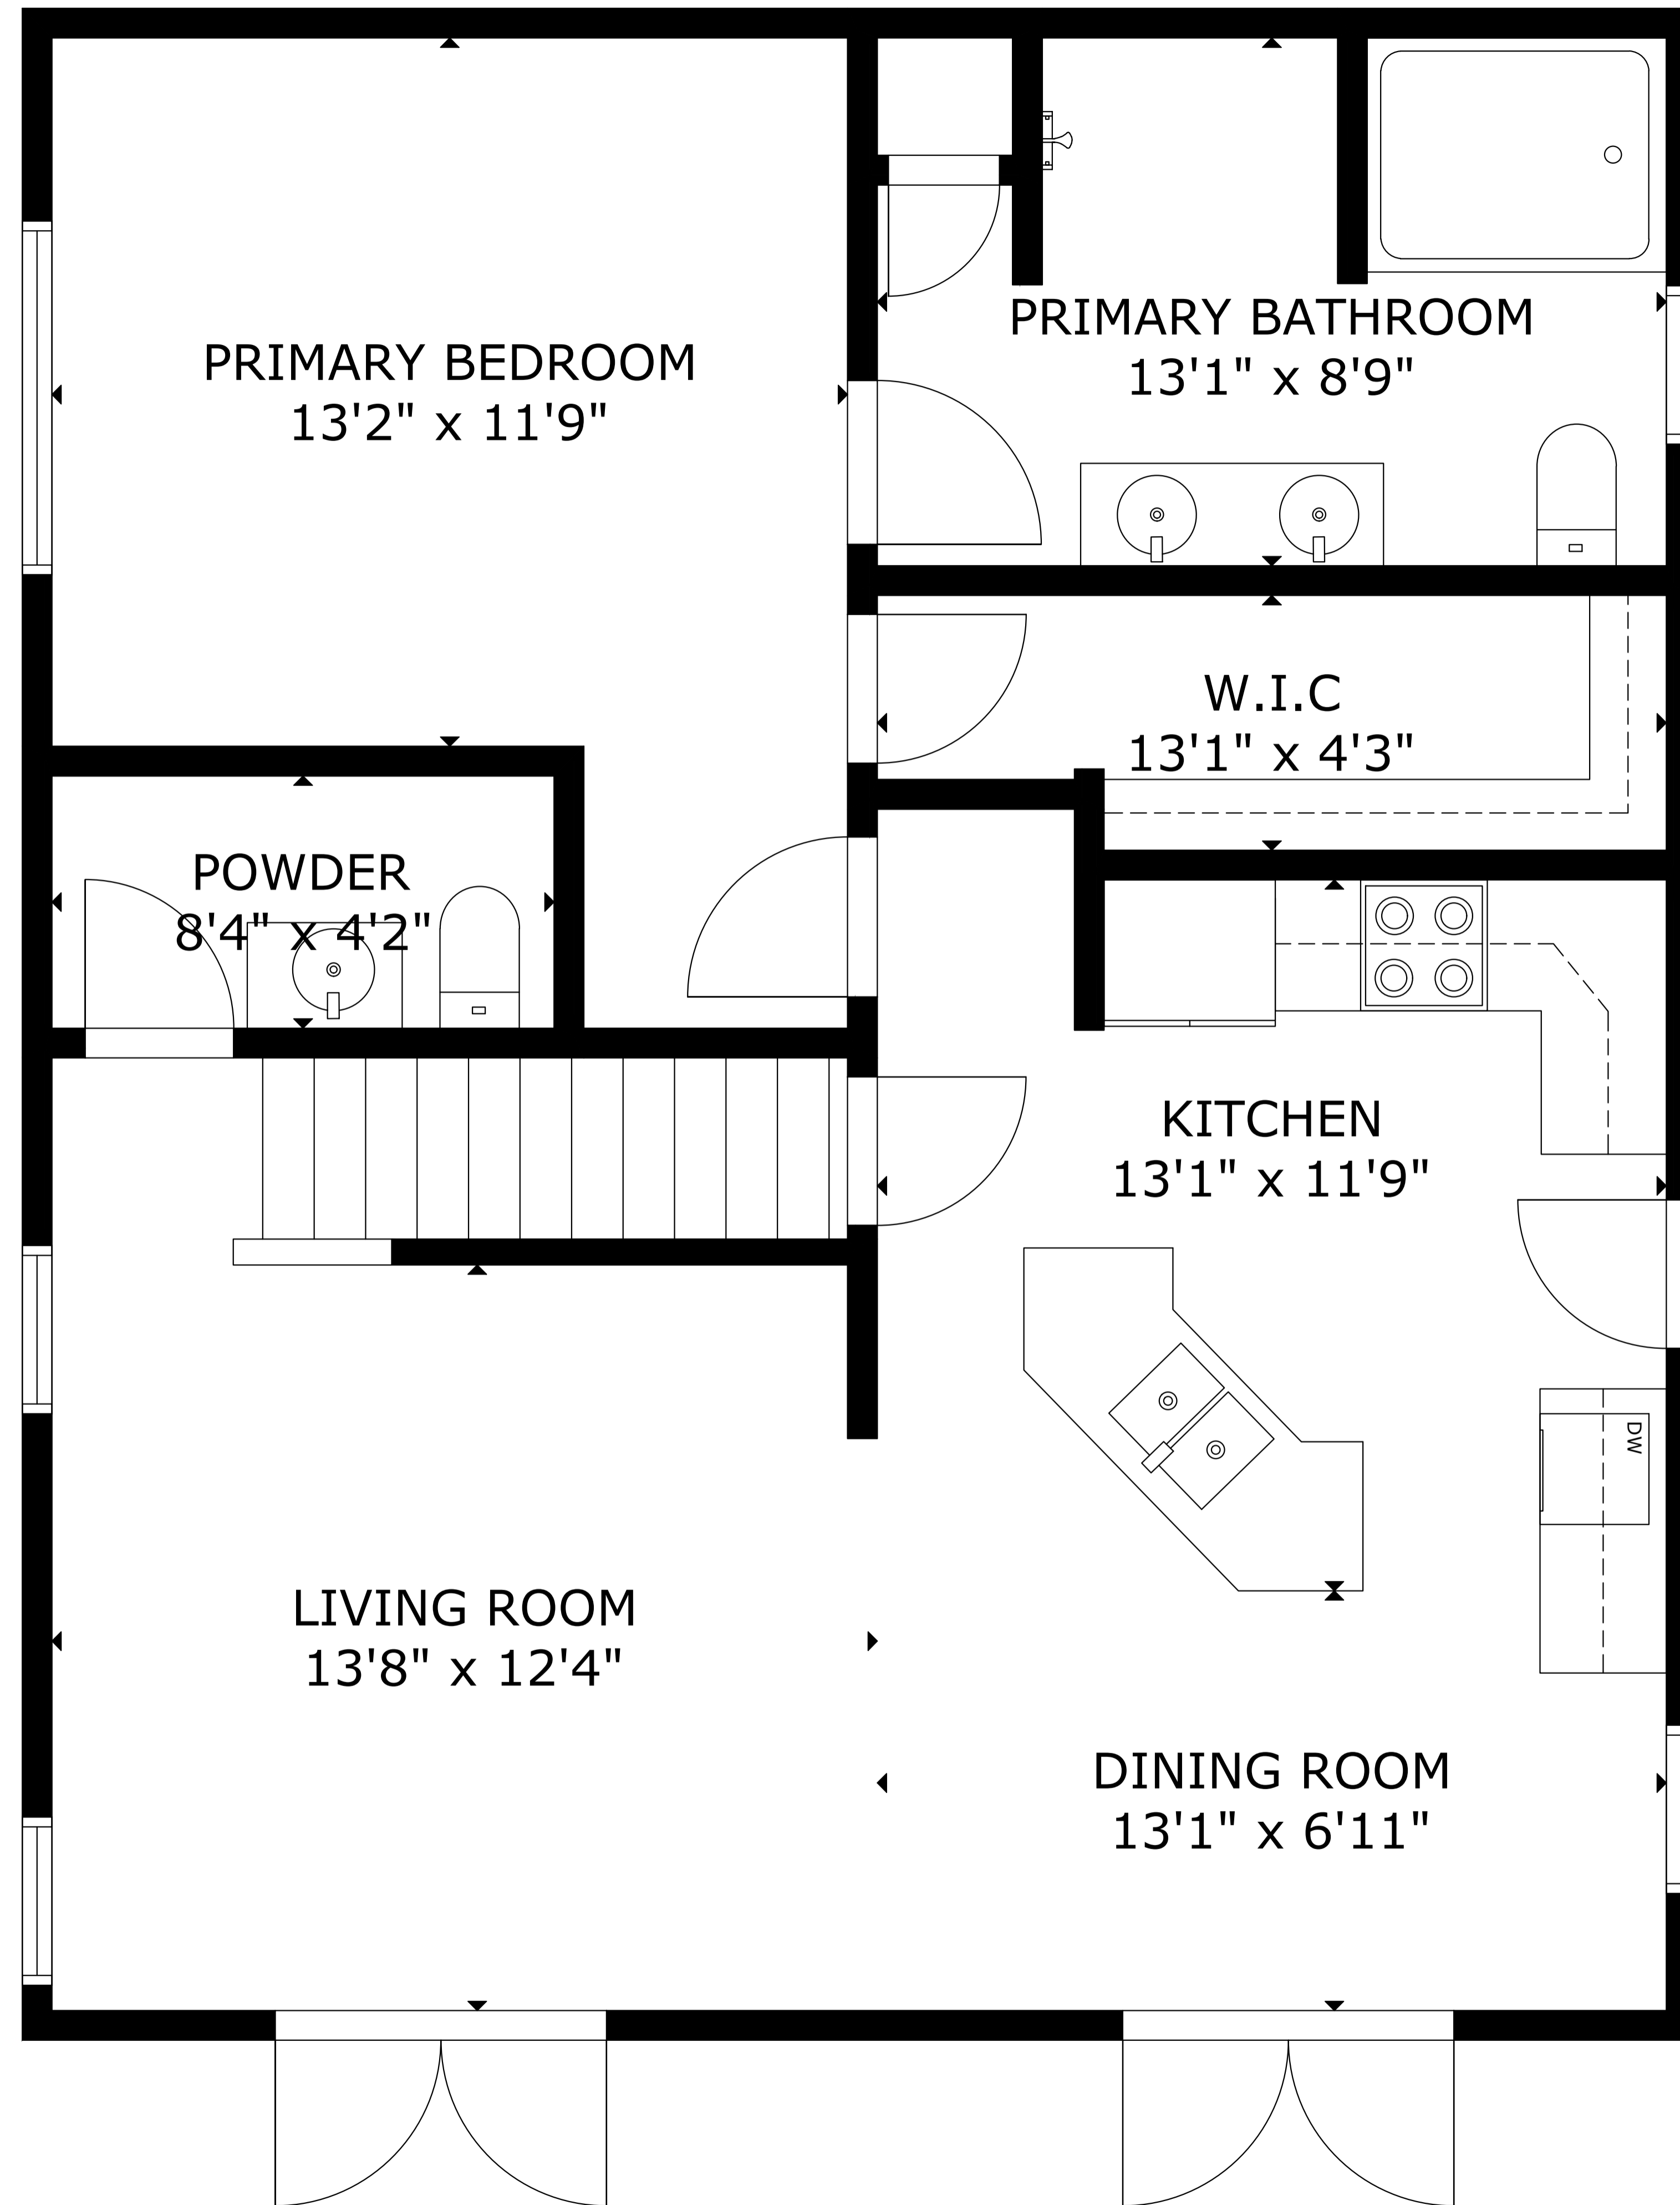 PRIMARY BATHROOM
13'1" x 8'9"
PRIMARY BEDROOM
13'2" x 11'9"
W.I.C
13'1" x 4'3"
POWDER
8'4" x 4'2"
KITCHEN
13'1" x 11'9"
DW
LIVING ROOM
13'8" x 12'4"
DINING ROOM
13'1" x 6'11"